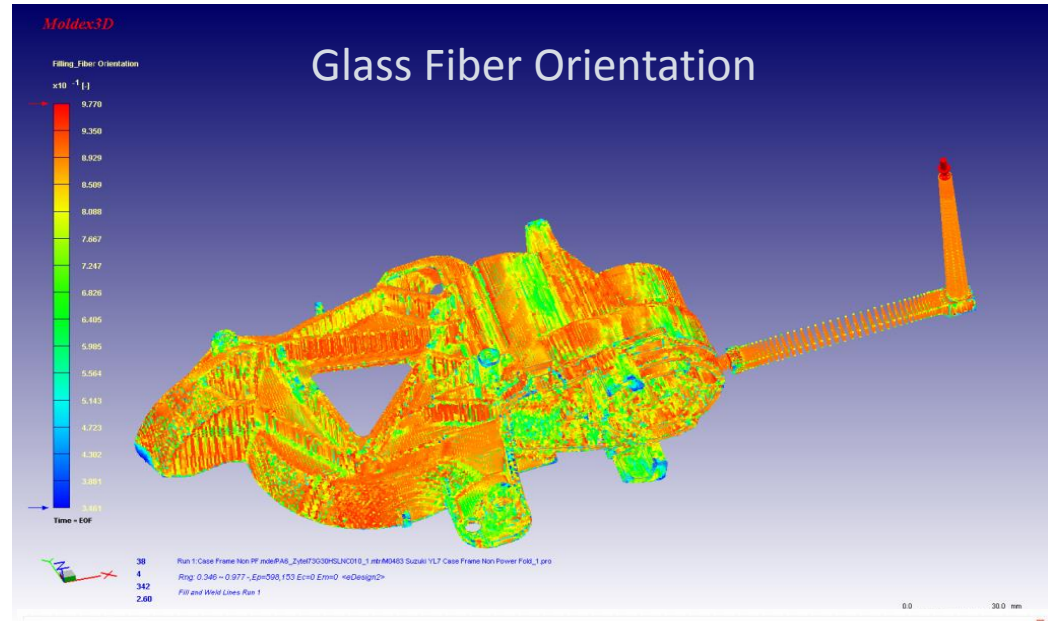 Moldex3D
Glass Fiber Orientation
Filling_Fiber Orientation
x10 -1 [-]
9.770
9.350
8.929
8.509
8.088
7.667
7.247
6.826
6.405
5.985
5.564
5.143
4.723
4.302
3.881
3.461
Time = EOF
Y
Z
X
38
4
342
2.60
Run 1:Case Frame Non PF.mde/PA6_Zytel73G30HSLNC010_1.mtr/M0483 Suzuki YL7 Case Frame Non Power Fold_1.pro
Rng: 0.346 ~ 0.977 -,Ep=598,153 Ec=0 Em=0 <eDesign2>
Fill and Weld Lines Run 1
0.0 30.0 mm